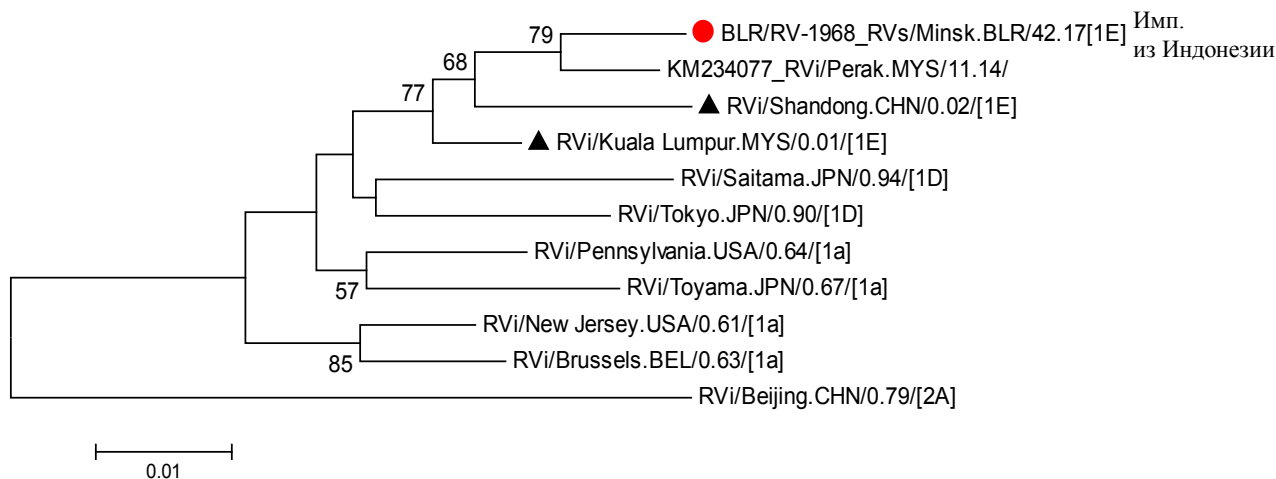 79
BLR/RV-1968_RVs/Minsk.BLR/42.17[1E]
Имп.
из Индонезии
68
KM234077_RVi/Perak.MYS/11.14/
77
RVi/Shandong.CHN/0.02/[1E]
RVi/Kuala Lumpur.MYS/0.01/[1E]
RVi/Saitama.JPN/0.94/[1D]
RVi/Tokyo.JPN/0.90/[1D]
RVi/Pennsylvania.USA/0.64/[1a]
57
RVi/Toyama.JPN/0.67/[1a]
RVi/New Jersey.USA/0.61/[1a]
85
RVi/Brussels.BEL/0.63/[1a]
RVi/Beijing.CHN/0.79/[2A]
0.01